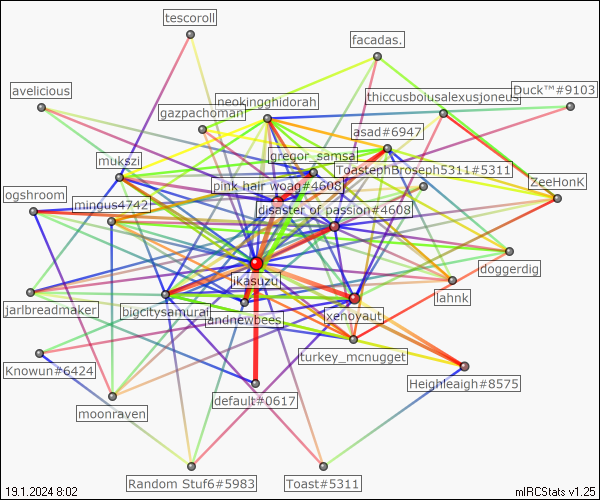 tescoroll
facadas.
avelicious
Duck™#9103
thiccusbolusalexusjoneus
neokingghidorah
gazpachoman
asad#6947
gregor_samsa
mukszi
ToastephBroseph5311#5311
ZeeHonK
pink hair woag#4608
ogshroom
mingus4742
disaster of passion#4608
doggerdig
ikasuzu
lahnk
jarlbreadmaker
bigcitysamurai
xenoyaut
andnewbees
turkey_mcnugget
Knowun#6424
Heighleaigh#8575
default#0617
moonraven
Random Stuf6#5983
Toast#5311
19.1.2024 8:02
mIRCStats v1.25